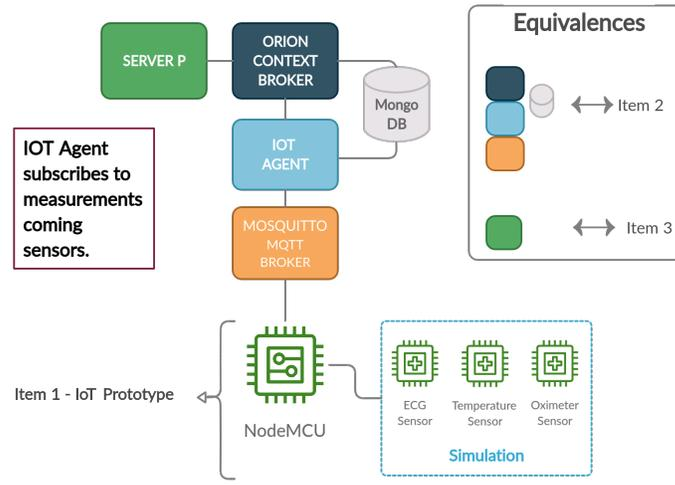 Equivalences
SERVER P
ORION
CONTEXT
BROKER
Mongo
DB
Item 2
IOT Agent
subscribes to
measurements
coming
sensors.
IOT
AGENT
MOSQUITTO
MQTT
BROKER
Item 3
Item 1 - IoT Prototype
NodeMCU
ECG
Sensor
Temperature
Sensor
Oximeter
Sensor
Simulation